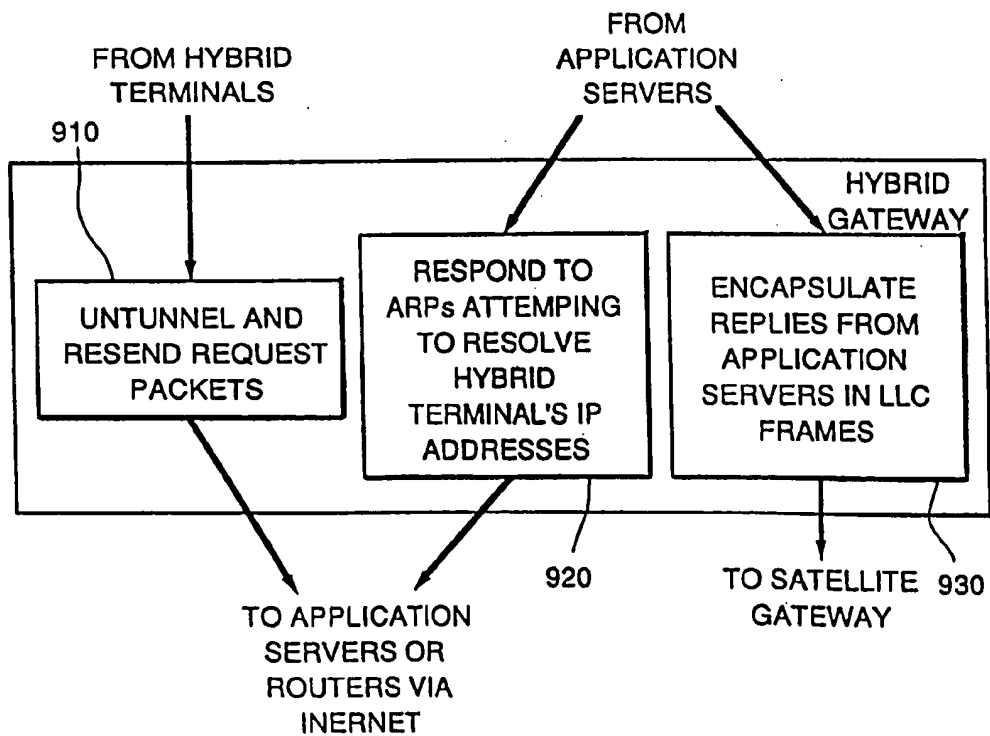 FROM HYBRID
TERMINALS
FROM
APPLICATION
SERVERS
910
HYBRID
GATEWAY
UNTUNNEL AND
RESEND REQUEST
PACKETS
RESPOND TO
ARPs ATTEMPING
TO RESOLVE
HYBRID
TERMINAL'S IP
ADDRESSES
ENCAPSULATE
REPLIES FROM
APPLICATION
SERVERS IN LLC
FRAMES
920
930
TO APPLICATION
SERVERS OR
ROUTERS VIA
INERNET
TO SATELLITE
GATEWAY